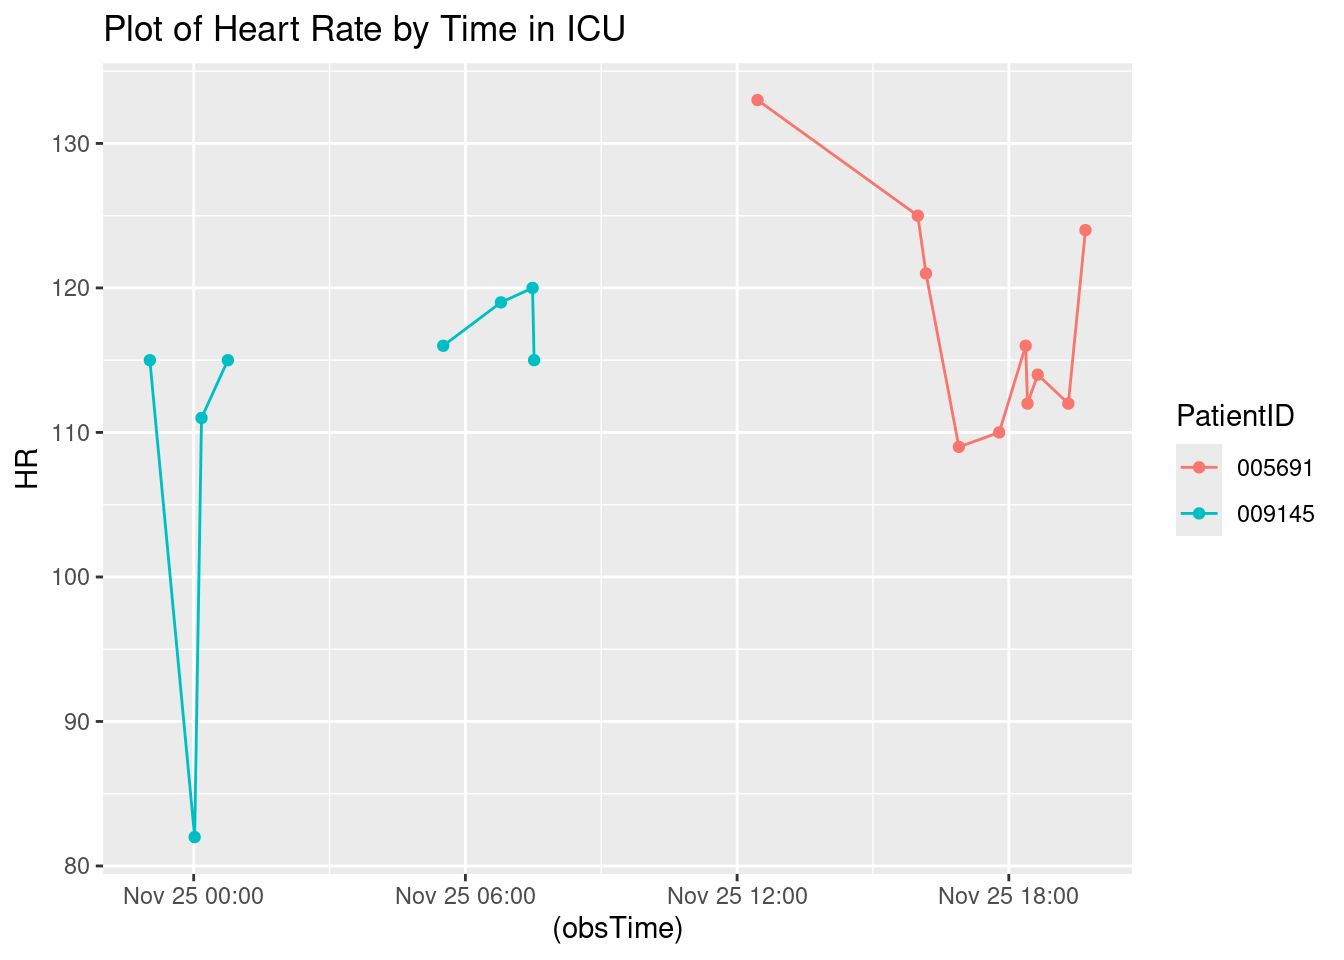 Plot of Heart Rate by Time in ICU
130
120
110
100
90
80
HR
Nov 25 00:00
Nov 25 06:00
Nov 25 12:00
Nov 25 18:00
(obsTime)
PatientID
005691
009145